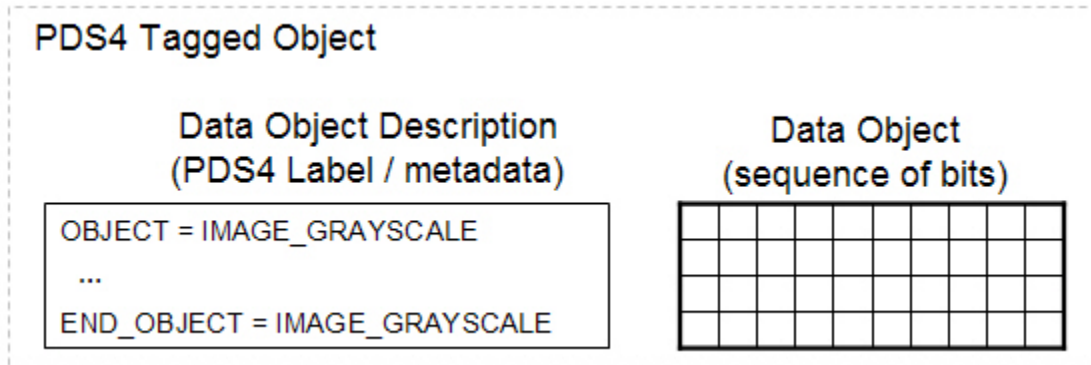 PDS4 Tagged Object
Data Object Description
(PDS4 Label / metadata)
OBJECT = IMAGE_GRAYSCALE
...
END_OBJECT = IMAGE_GRAYSCALE
Data Object
(sequence of bits)